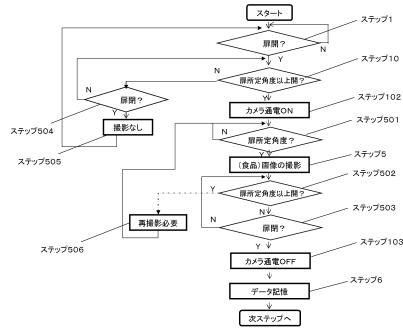 スタート
ステップ1
扉開?
N
Y
ステップ10
N
扉所定角度以上開?
Y
扉閉?
N
Y
カメラ通電ON
ステップ102
ステップ504
撮影なし
ステップ501
扉所定角度?
N
Y
ステップ505
(食品)画像の撮影
ステップ5
ステップ502
扉所定角度以上開?
Y
N
再撮影必要
ステップ503
扉閉?
N
Y
ステップ506
ステップ103
カメラ通電OFF
ステップ6
データ記憶
次ステップへ